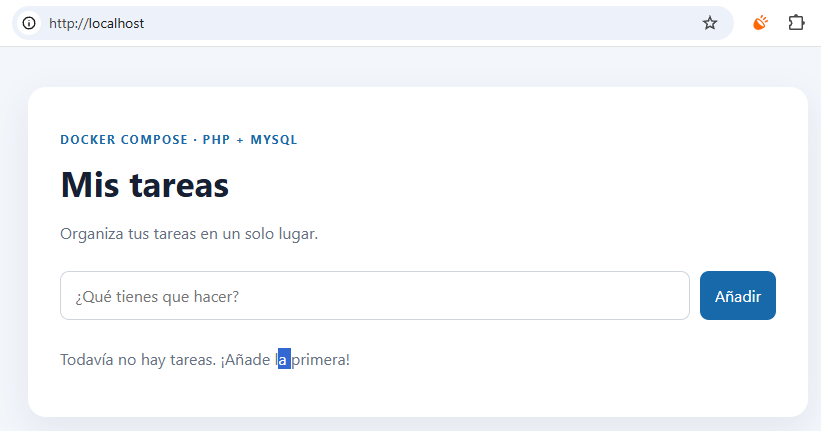 http://localhost
DOCKER COMPOSE · PHP + MYSQL
Mis tareas
Organiza tus tareas en un solo lugar.
¿Qué tienes que hacer?
Añadir
Todavía no hay tareas. ¡Añade la primera!